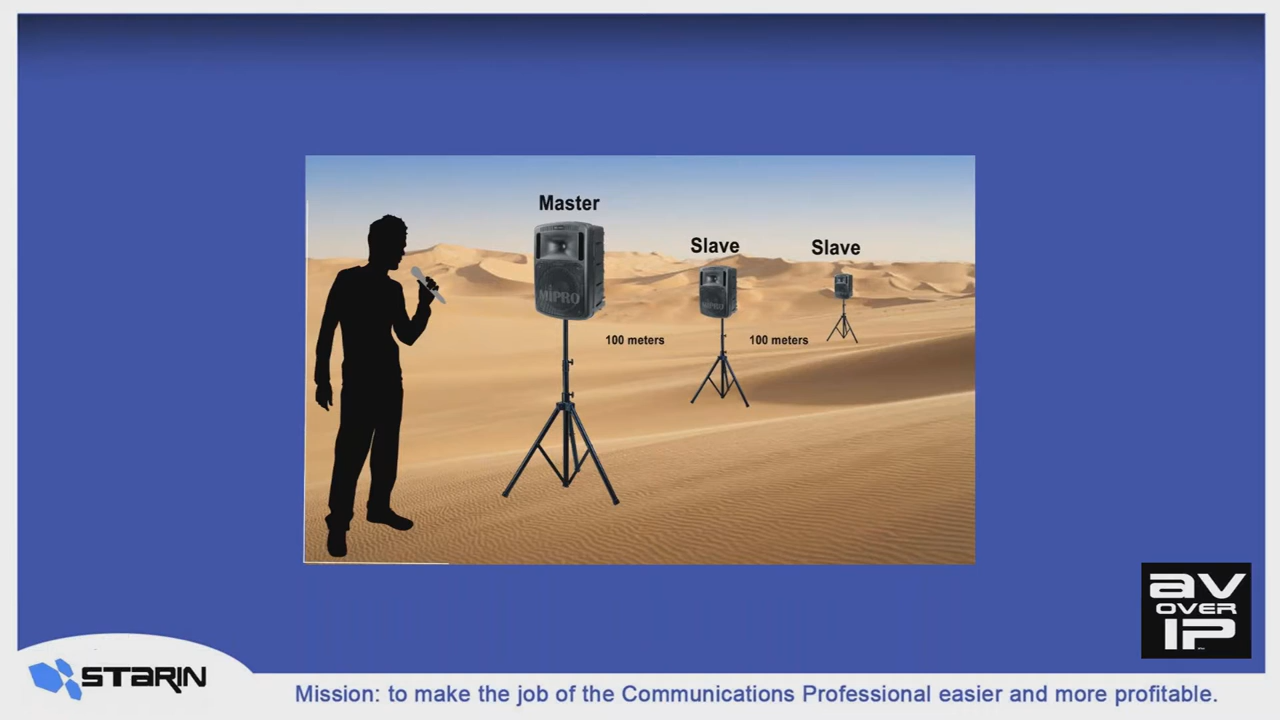 Master
Slave
Slave
MIPRO
MIPRO
100 meters
100 meters
av
OVER
IP
STARIN
Mission: to make the job of the Communications Professional easier and more profitable.